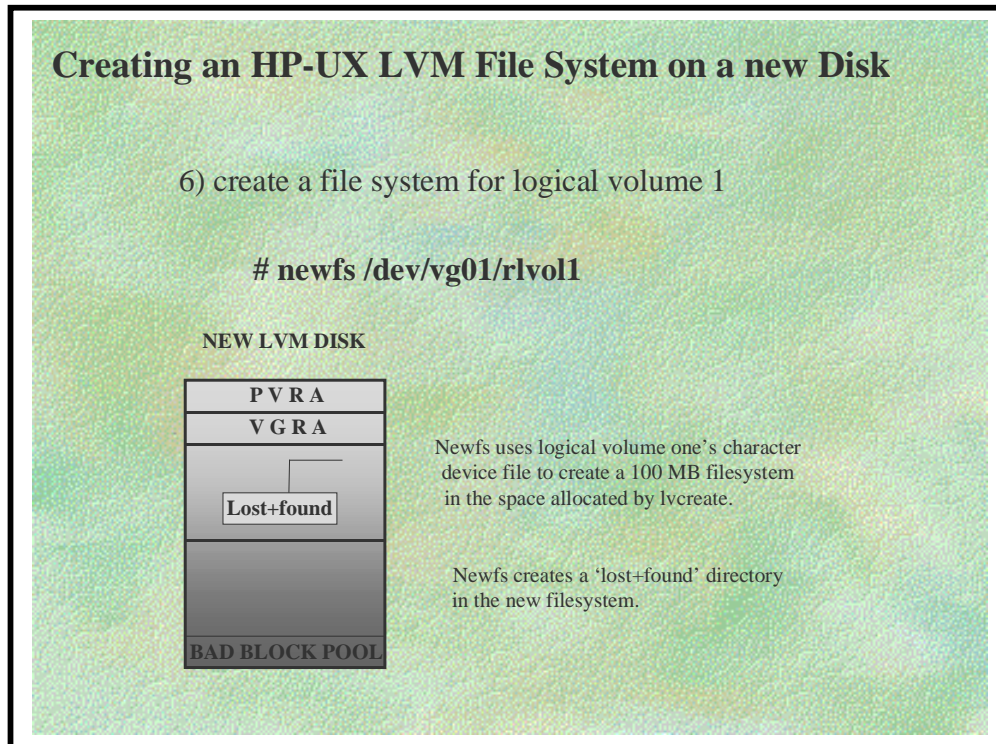 Creating an HP-UX LVM File System on a new Disk
6) create a file system for logical volume 1
# newfs /dev/vg01/rlvol1
NEW LVM DISK
P V R A
V G R A
Lost+found
BAD BLOCK POOL
Newfs uses logical volume one’s character
device file to create a 100 MB filesystem
in the space allocated by lvcreate.
Newfs creates a ‘lost+found’ directory
in the new filesystem.